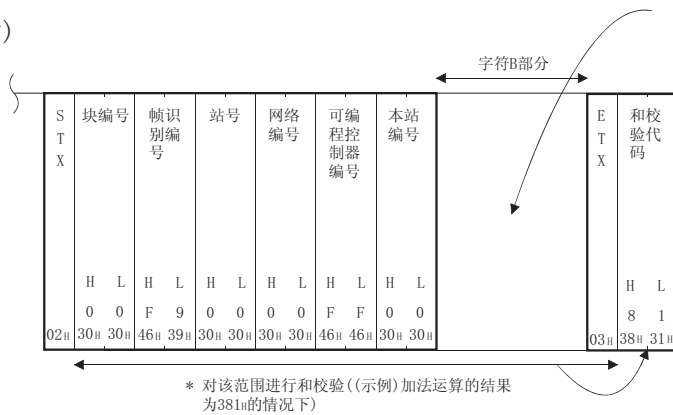 )
字符B部分
S T X 块编号 帧识别编号 站号 网络编号 可编程控制器编号 本站编号 E T X 和校验代码
H L H L H L H L H L H L H L
0 0 F 9 0 0 0 0 F F 0 0 8 1
02H 30H 30H 46H 39H 30H 30H 30H 30H 46H 46H 30H 30H 03H 38H 31H
* 对该范围进行和校验((示例)加法运算的结果
为381H的情况下)